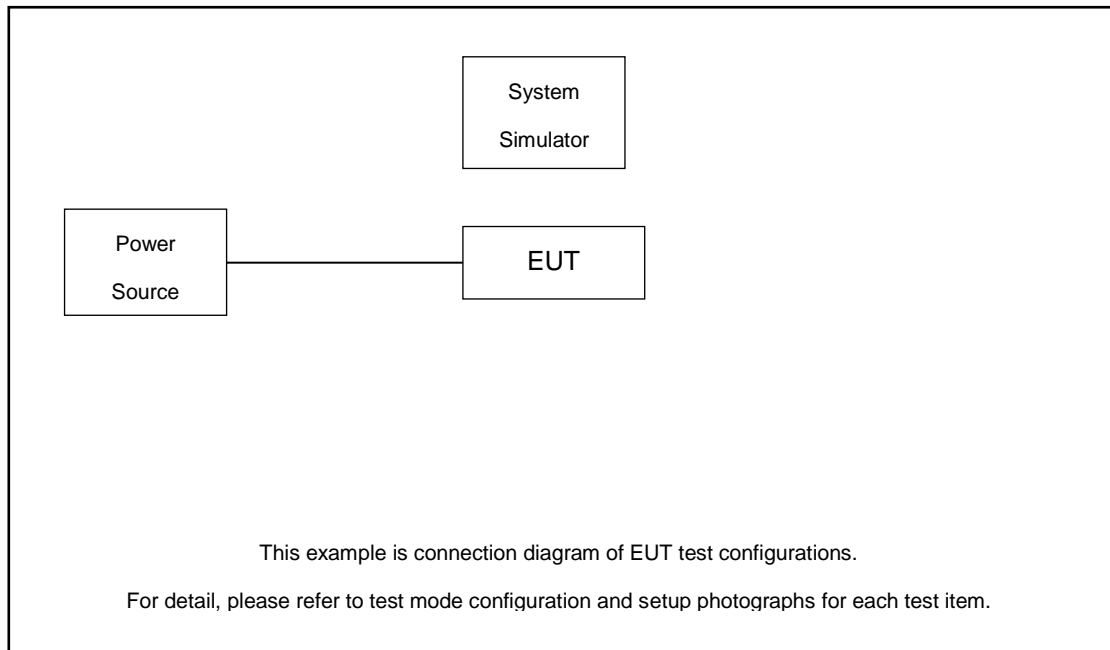 System
Simulator
Power
Source
EUT
This example is connection diagram of EUT test configurations.
For detail, please refer to test mode configuration and setup photographs for each test item.